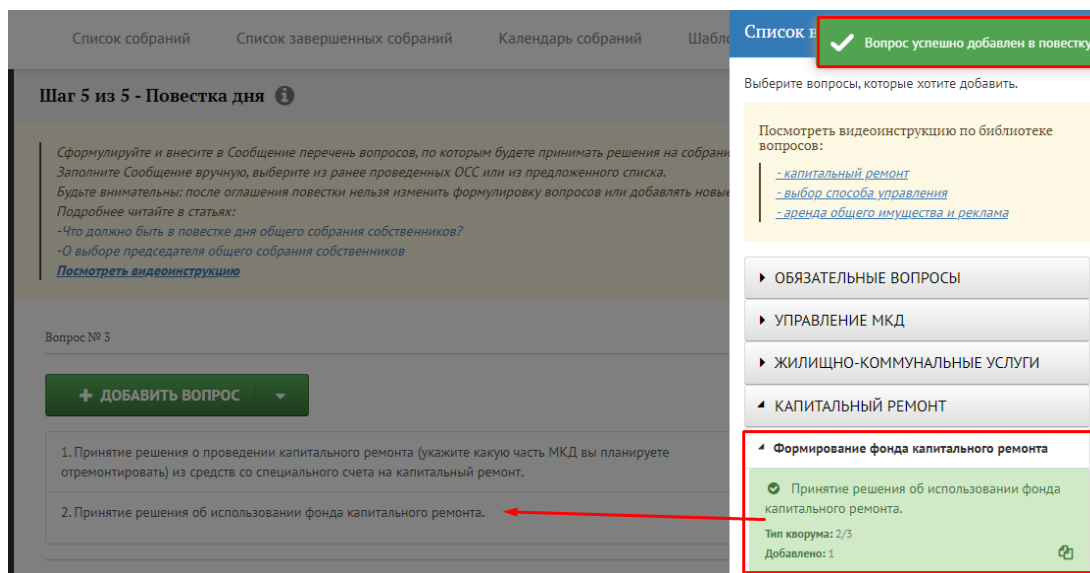 Список собраний
Список завершенных собраний
Календарь собраний
Шабло
Шаг 5 из 5 - Повестка дня
Сформулируйте и внесите в Сообщение перечень вопросов, по которым будете принимать решения на собрани
Заполните Сообщение вручную, выберите из ранее проведенных ОСС или из предложенного списка.
Будьте внимательны: после оглашения повестки нельзя изменить формулировку вопросов или добавлять новые
Подробнее читайте в статьях:
-Что должно быть в повестке дня общего собрания собственников?
-О выборе председателя общего собрания собственников
Посмотреть видеоинструкцию
Вопрос № 3
ДОБАВИТЬ ВОПРОС
1. Принятие решения о проведении капитального ремонта (укажите какую часть МКД вы планируете
отремонтировать) из средств со специального счета на капитальный ремонт.
2. Принятие решения об использовании фонда капитального ремонта.
Список в
Вопрос успешно добавлен в повестку
Выберите вопросы, которые хотите добавить.
Посмотреть видеоинструкцию по библиотеке
вопросов:
- капитальный ремонт
- выбор способа управления
- аренда общего имущества и реклама
ОБЯЗАТЕЛЬНЫЕ ВОПРОСЫ
УПРАВЛЕНИЕ МКД
ЖИЛИЩНО-КОММУНАЛЬНЫЕ УСЛУГИ
КАПИТАЛЬНЫЙ РЕМОНТ
Формирование фонда капитального ремонта
Принятие решения об использовании фонда
капитального ремонта.
Тип кворума: 2/3
Добавлено: 1